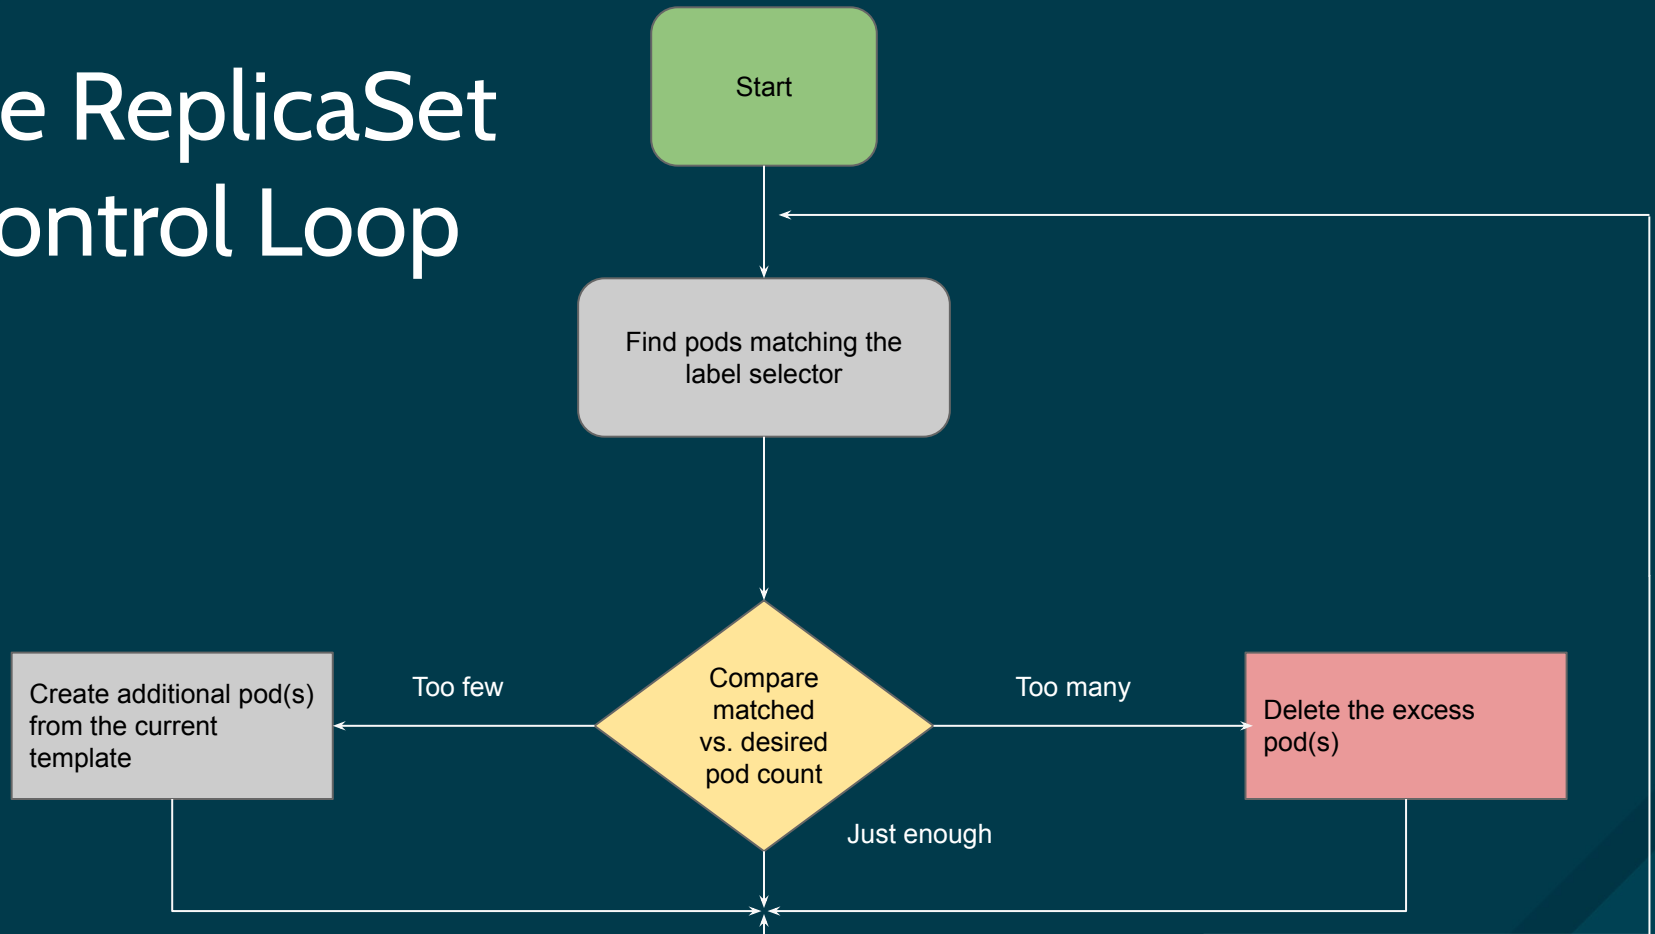 e ReplicaSet
ontrol Loop
Start
Find pods matching the
label selector
Compare
matched
vs. desired
pod count
Too few
Too many
Create additional pod(s)
from the current
template
Delete the excess
pod(s)
Just enough